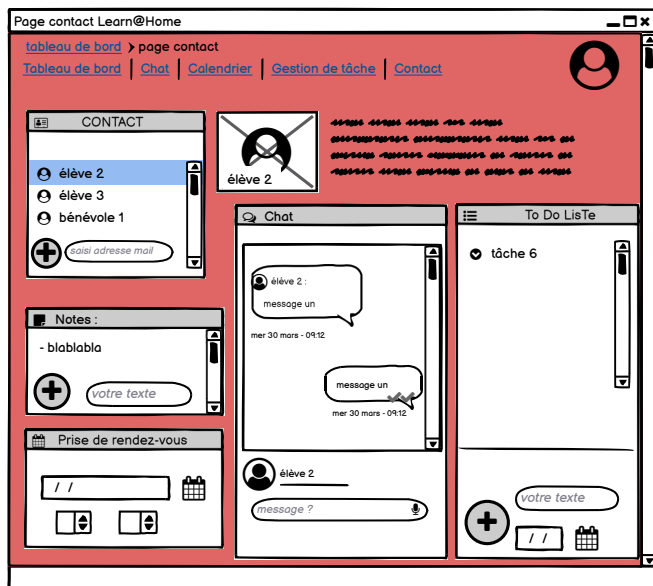 Page contact Learn@Home
tableau de bord > page contact
Tableau de bord | Chat | Calendrier | Gestion de tâche | Contact
CONTACT
élève 2
élève 3
bénévole 1
saisi adresse mail
élève 2
Notes :
- blablabla
votre texte
Prise de rendez-vous
/ /
Chat
élève 2 :
message un
mer 30 mars - 09:12
message un
mer 30 mars - 09:12
élève 2
message ?
To Do LisTe
tâche 6
votre texte
/ /